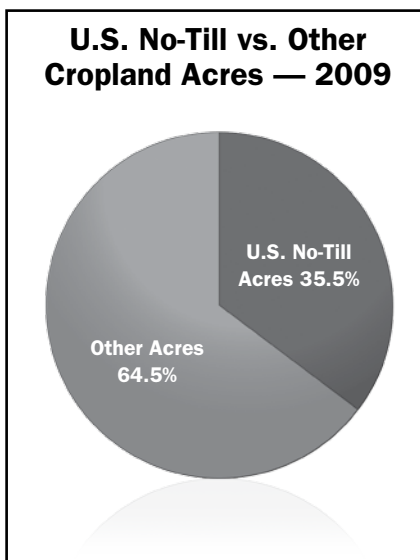 U.S. No-Till vs. Other
Cropland Acres — 2009
U.S. No-Till
Acres 35.5%
Other Acres
64.5%